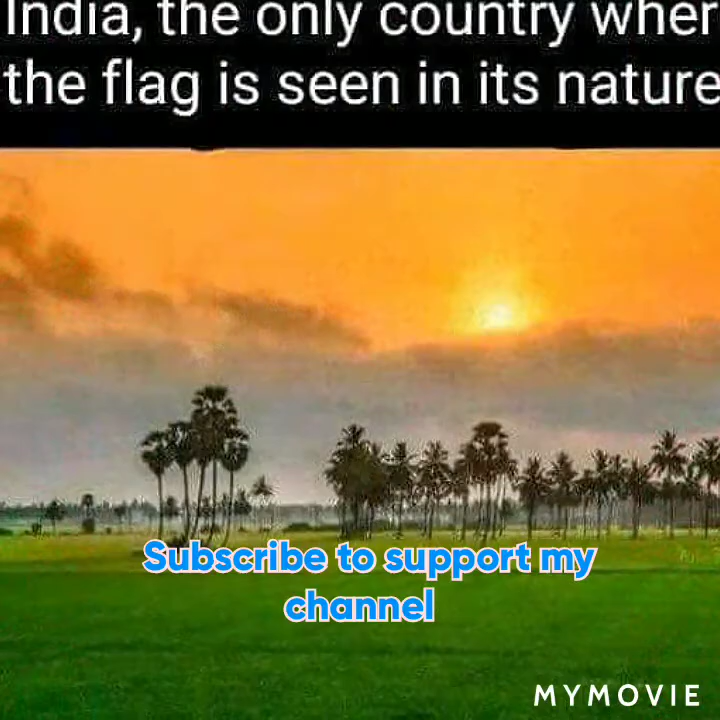 India, the only country wher
the flag is seen in its nature
Subscribe to support my
channel
MYMOVIE